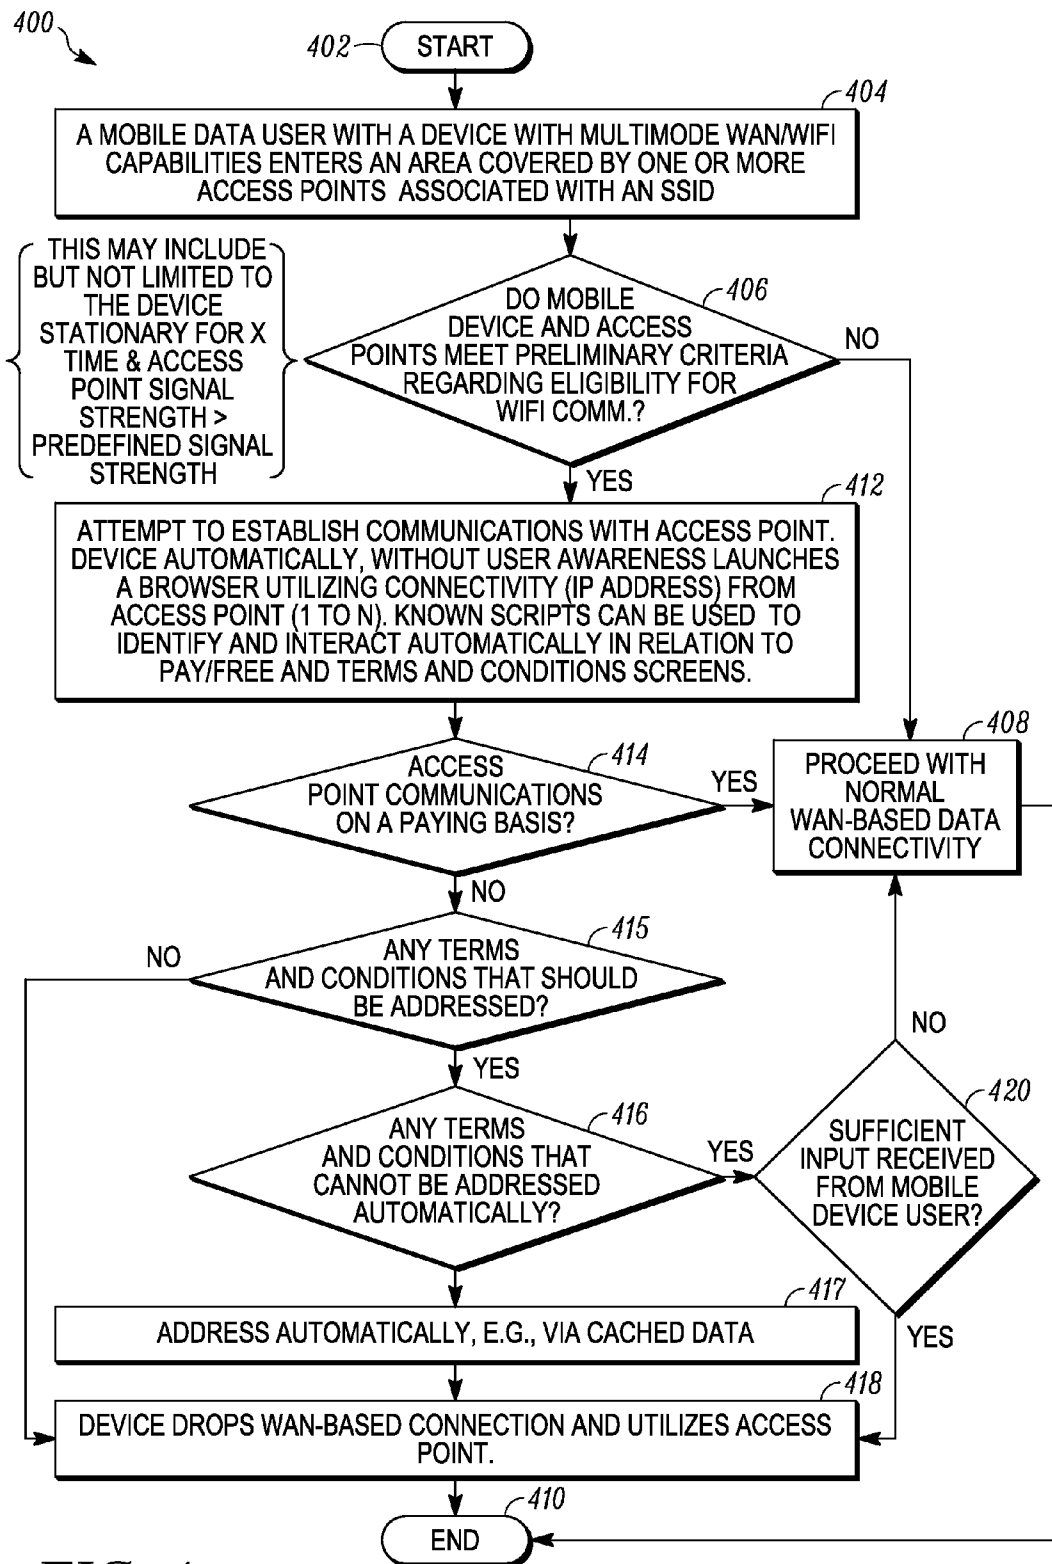 400
402
START
404
A MOBILE DATA USER WITH A DEVICE WITH MULTIMODE WAN/WIFI
CAPABILITIES ENTERS AN AREA COVERED BY ONE OR MORE
ACCESS POINTS ASSOCIATED WITH AN SSID
THIS MAY INCLUDE
BUT NOT LIMITED TO
THE DEVICE
STATIONARY FOR X
TIME & ACCESS
POINT SIGNAL
STRENGTH >
PREDEFINED SIGNAL
STRENGTH
406
DO MOBILE
DEVICE AND ACCESS
POINTS MEET PRELIMINARY CRITERIA
REGARDING ELIGIBILITY FOR
WIFI COMM.?
NO
YES
412
ATTEMPT TO ESTABLISH COMMUNICATIONS WITH ACCESS POINT.
DEVICE AUTOMATICALLY, WITHOUT USER AWARENESS LAUNCHES
A BROWSER UTILIZING CONNECTIVITY (IP ADDRESS) FROM
ACCESS POINT (1 TO N). KNOWN SCRIPTS CAN BE USED TO
IDENTIFY AND INTERACT AUTOMATICALLY IN RELATION TO
PAY/FREE AND TERMS AND CONDITIONS SCREENS.
414
ACCESS
POINT COMMUNICATIONS
ON A PAYING BASIS?
YES
408
PROCEED WITH
NORMAL
WAN-BASED DATA
CONNECTIVITY
NO
415
ANY TERMS
AND CONDITIONS THAT SHOULD
BE ADDRESSED?
NO
YES
416
ANY TERMS
AND CONDITIONS THAT
CANNOT BE ADDRESSED
AUTOMATICALLY?
YES
NO
420
SUFFICIENT
INPUT RECEIVED
FROM MOBILE
DEVICE USER?
YES
417
ADDRESS AUTOMATICALLY, E.G., VIA CACHED DATA
418
DEVICE DROPS WAN-BASED CONNECTION AND UTILIZES ACCESS
POINT.
410
END